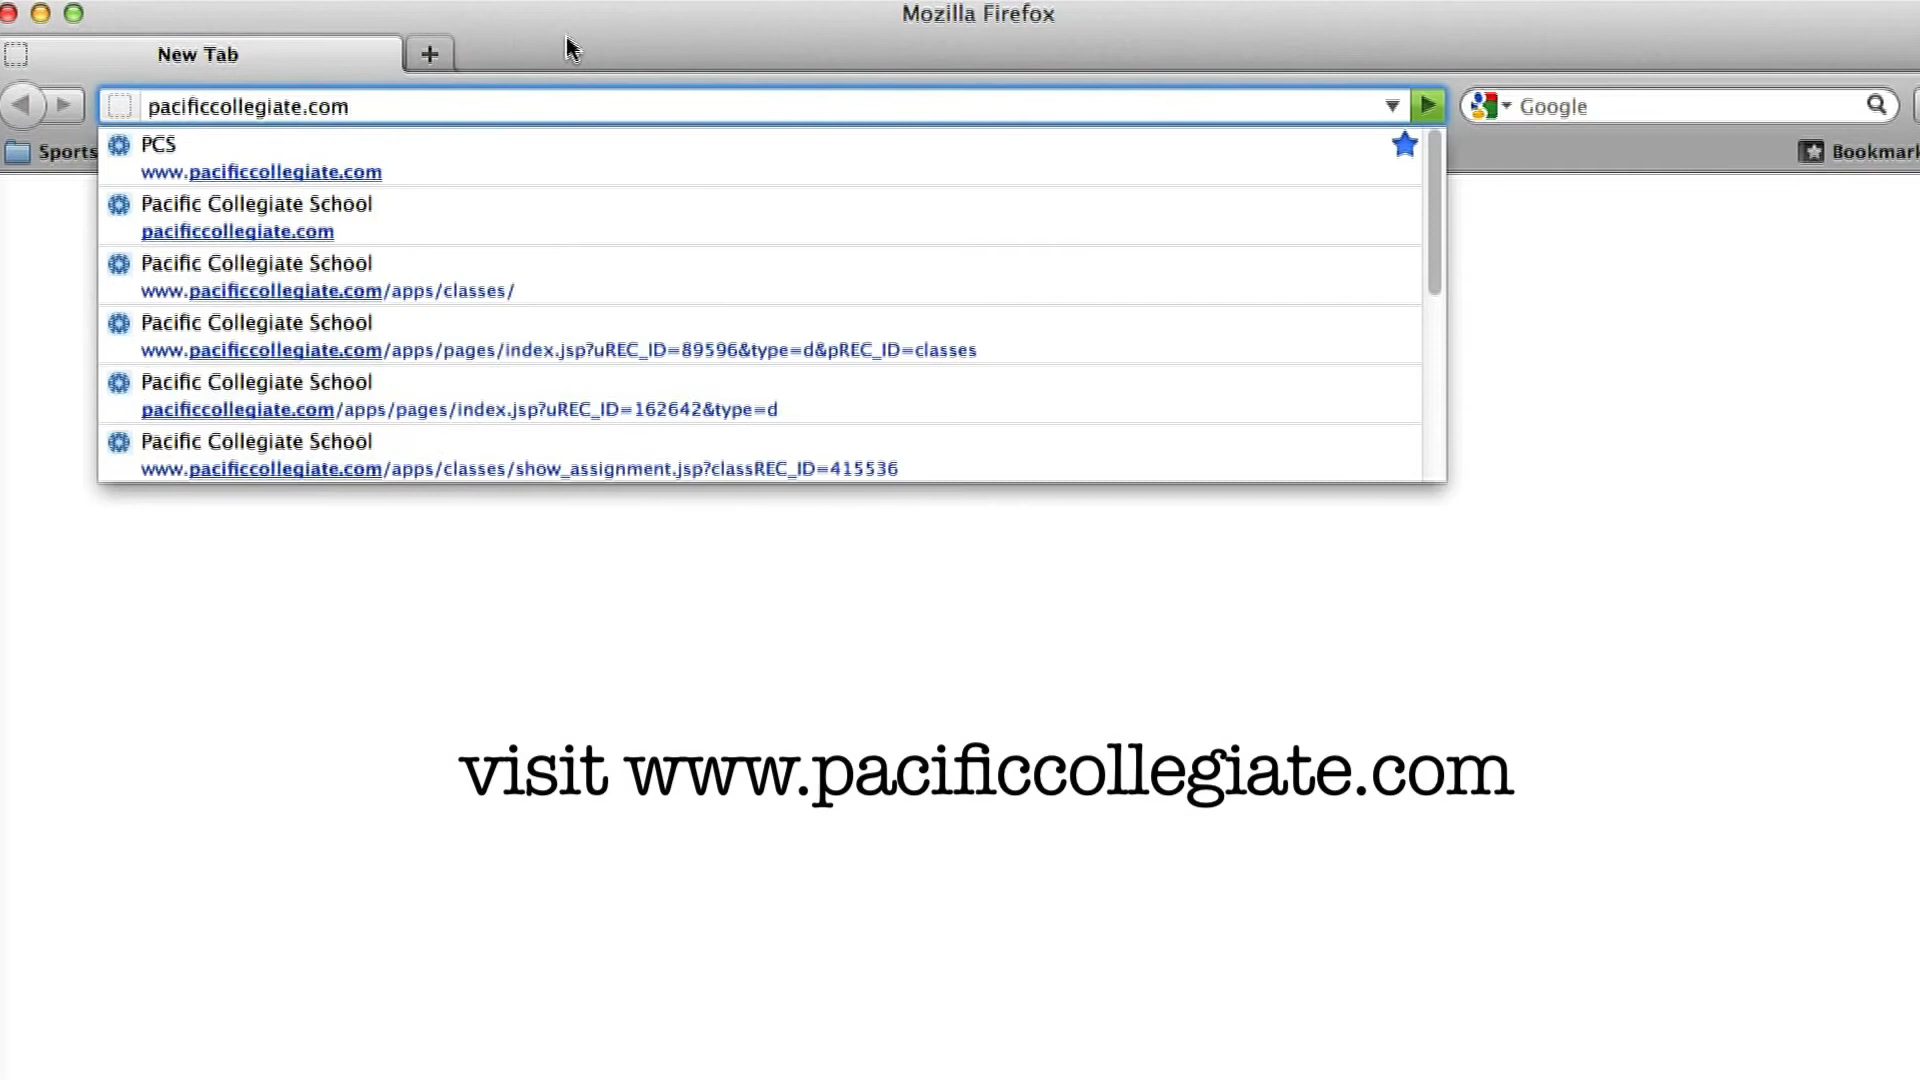 Mozilla Firefox
New Tab
pacificcollegiate.com
Google
Sports
Bookmark
PCS
www.pacificcollegiate.com
Pacific Collegiate School
pacificcollegiate.com
Pacific Collegiate School
www.pacificcollegiate.com/apps/classes/
Pacific Collegiate School
www.pacificcollegiate.com/apps/pages/index.jsp?uREC_ID=89596&type=d&pREC_ID=classes
Pacific Collegiate School
pacificcollegiate.com/apps/pages/index.jsp?uREC_ID=162642&type=d
Pacific Collegiate School
www.pacificcollegiate.com/apps/classes/show_assignment.jsp?classREC_ID=415536
visit www.pacificcollegiate.com